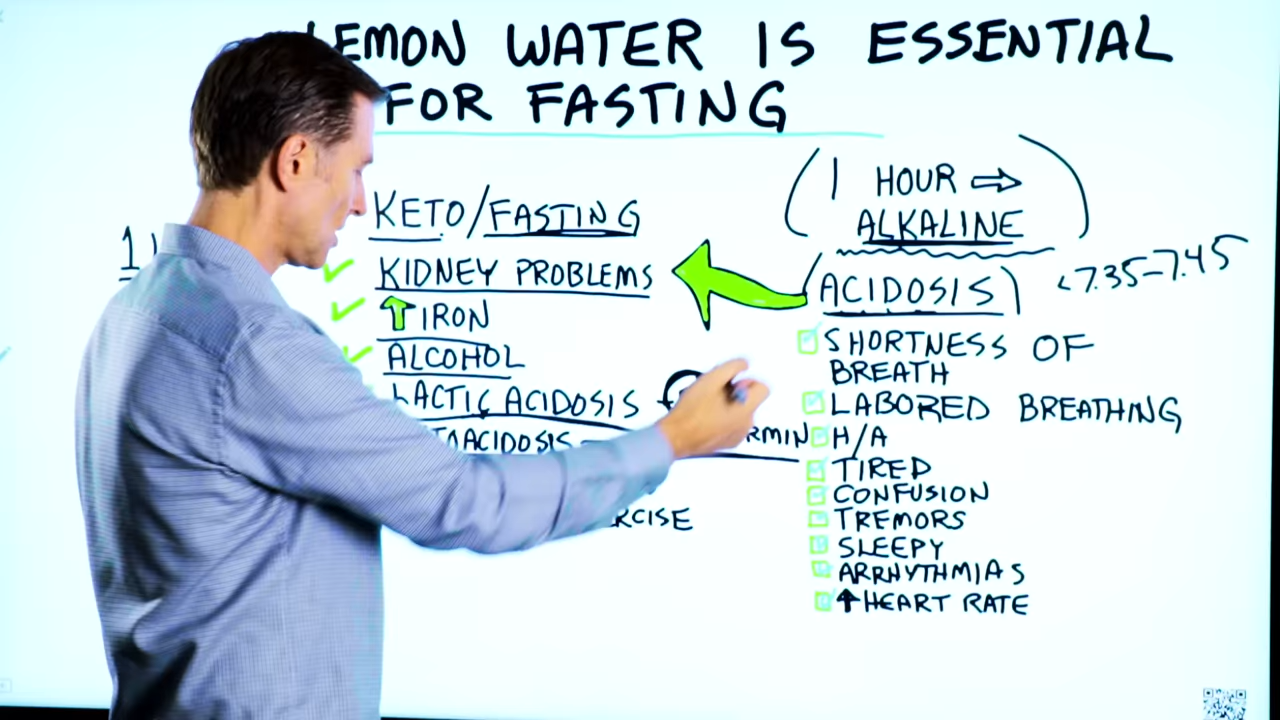 LEMON WATER IS ESSENTIAL
FOR FASTING
KETO/FASTING
KIDNEY PROBLEMS
↑ IRON
ALCOHOL
LACTIC ACIDOSIS
(1 HOUR ⇒
ALKALINE)
(ACIDOSIS) <7.35-7.45
SHORTNESS OF
BREATH
LABORED BREATHING
H/A
TIRED
CONFUSION
TREMORS
SLEEPY
ARRHYTHMIAS
↑HEART RATE